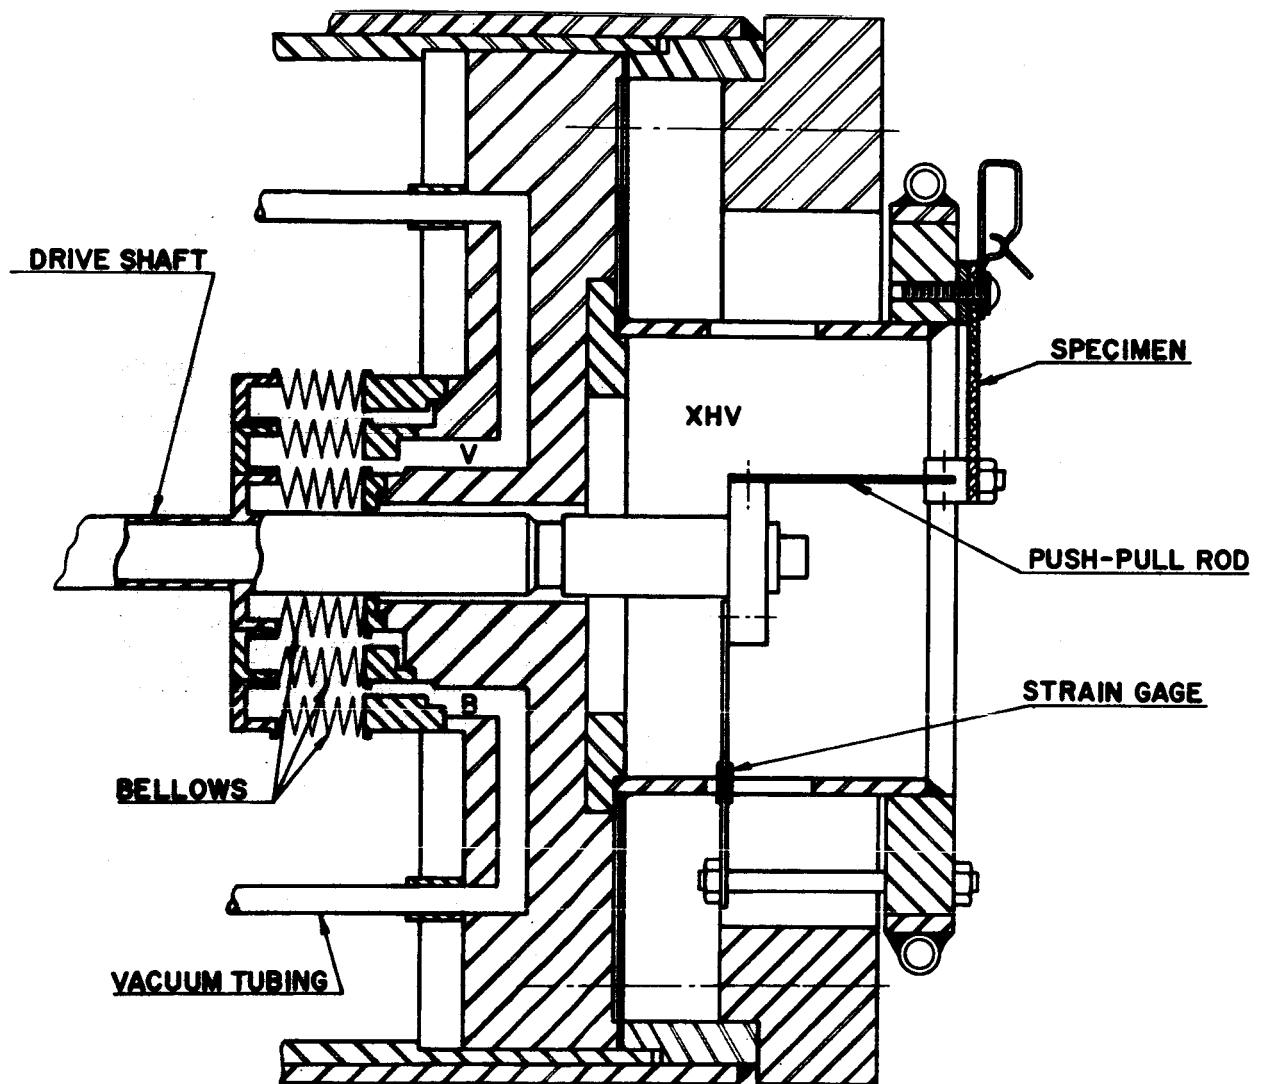 DRIVE SHAFT
SPECIMEN
XHV
V
PUSH-PULL ROD
STRAIN GAGE
B
BELLOWS
VACUUM TUBING